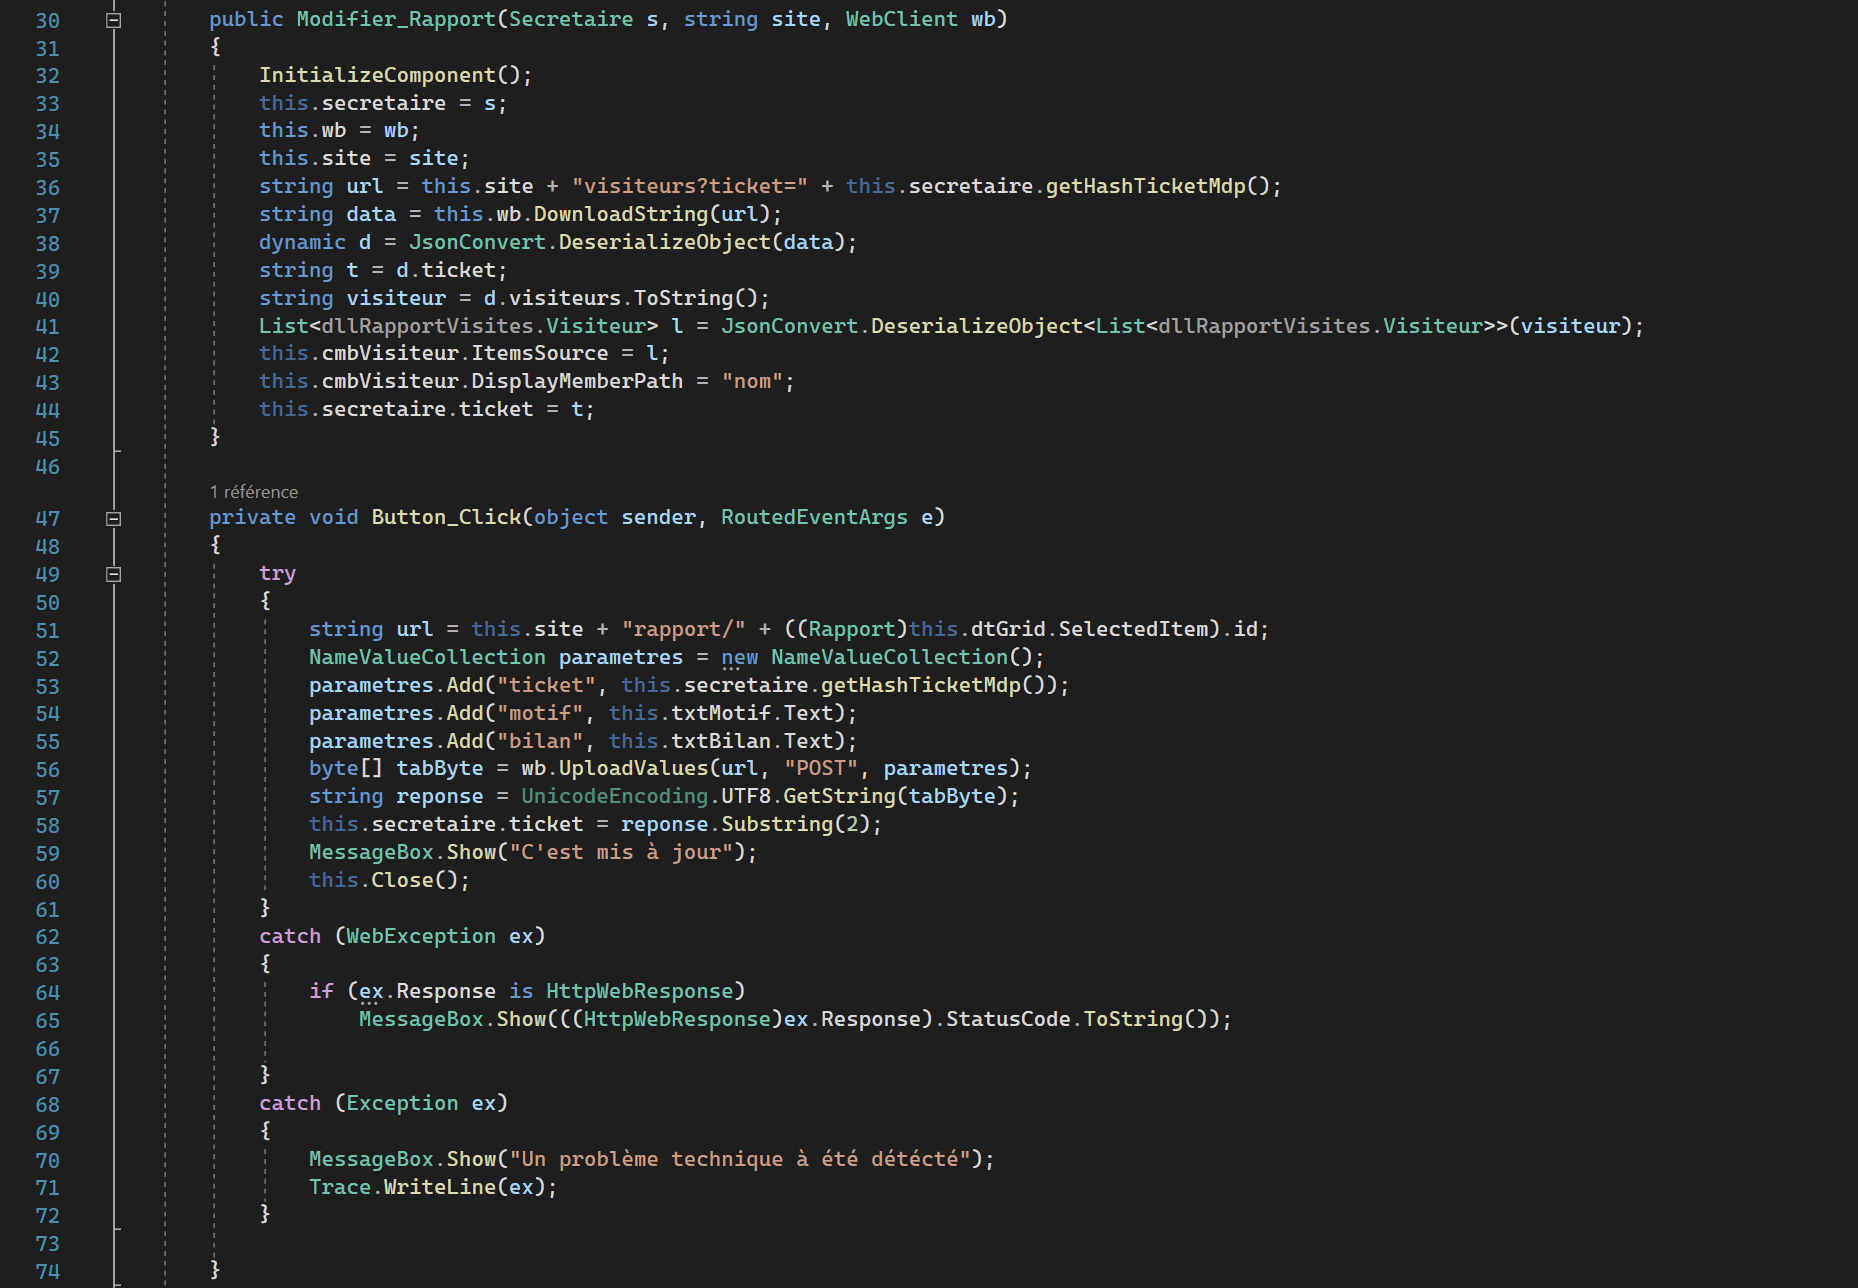 30 public Modifier_Rapport(Secretaire s, string site, WebClient wb)
31 {
32 InitializeComponent();
33 this.secretaire = s;
34 this.wb = wb;
35 this.site = site;
36 string url = this.site + "visiteurs?ticket=" + this.secretaire.getHashTicketMdp();
37 string data = this.wb.DownloadString(url);
38 dynamic d = JsonConvert.DeserializeObject(data);
39 string t = d.ticket;
40 string visiteur = d.visiteurs.ToString();
41 List<dllRapportVisites.Visiteur> l = JsonConvert.DeserializeObject<List<dllRapportVisites.Visiteur>>(visiteur);
42 this.cmbVisiteur.ItemsSource = l;
43 this.cmbVisiteur.DisplayMemberPath = "nom";
44 this.secretaire.ticket = t;
45 }
46
1 référence
47 private void Button_Click(object sender, RoutedEventArgs e)
48 {
49 try
50 {
51 string url = this.site + "rapport/" + ((Rapport)this.dtGrid.SelectedItem).id;
52 NameValueCollection parametres = new NameValueCollection();
53 parametres.Add("ticket", this.secretaire.getHashTicketMdp());
54 parametres.Add("motif", this.txtMotif.Text);
55 parametres.Add("bilan", this.txtBilan.Text);
56 byte[] tabByte = wb.UploadValues(url, "POST", parametres);
57 string reponse = UnicodeEncoding.UTF8.GetString(tabByte);
58 this.secretaire.ticket = reponse.Substring(2);
59 MessageBox.Show("C'est mis à jour");
60 this.Close();
61 }
62 catch (WebException ex)
63 {
64 if (ex.Response is HttpWebResponse)
65 MessageBox.Show(((HttpWebResponse)ex.Response).StatusCode.ToString());
66
67 }
68 catch (Exception ex)
69 {
70 MessageBox.Show("Un problème technique à été détécté");
71 Trace.WriteLine(ex);
72 }
73
74 }